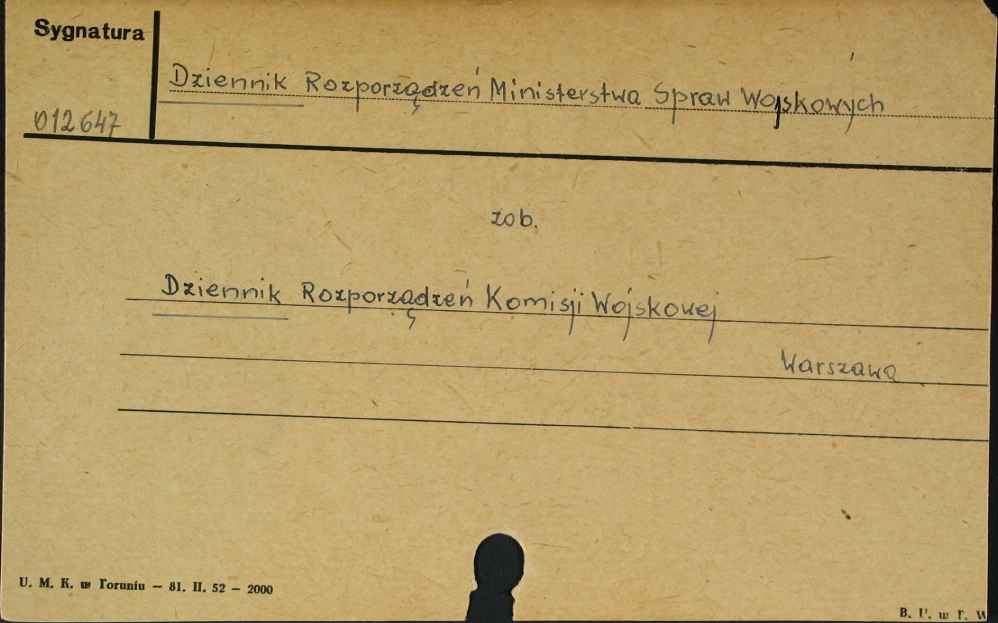 Sygnatura
Dziennik Rozporządzeń Ministerstwa Spraw Wojskowych
012647
zob.
Dziennik Rozporządzeń Komisji Wojskowej
Warszawa
U. M. K. w Toruniu — 81. II. 52 — 2000
B. U. w T. W